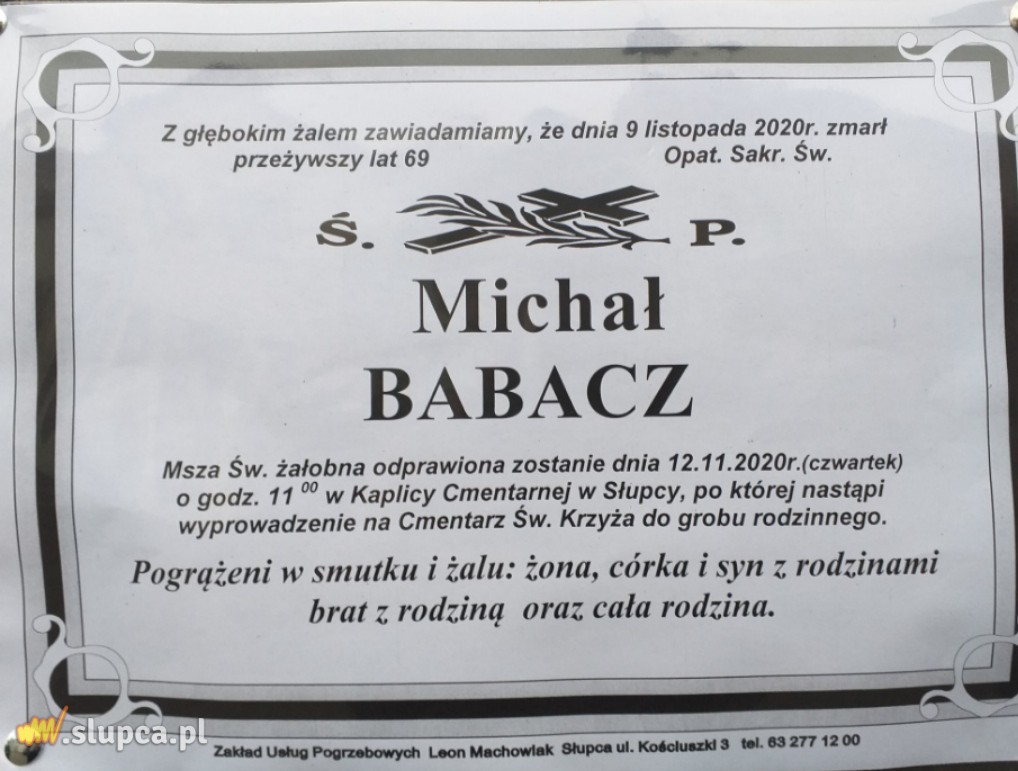 Z głębokim żalem zawiadamiamy, że dnia 9 listopada 2020r. zmarł
przeżywszy lat 69 Opat. Sakr. Św.
Ś. P.
Michał
BABACZ
Msza Św. żałobna odprawiona zostanie dnia 12.11.2020r.(czwartek)
o godz. 11 00 w Kaplicy Cmentarnej w Słupcy, po której nastąpi
wyprowadzenie na Cmentarz Św. Krzyża do grobu rodzinnego.
Pogrążeni w smutku i żalu: żona, córka i syn z rodzinami
brat z rodziną oraz cała rodzina.
Zakład Usług Pogrzebowych Leon Machowiak Słupca ul. Kościuszki 3 tel. 63 277 12 00
www.slupca.pl